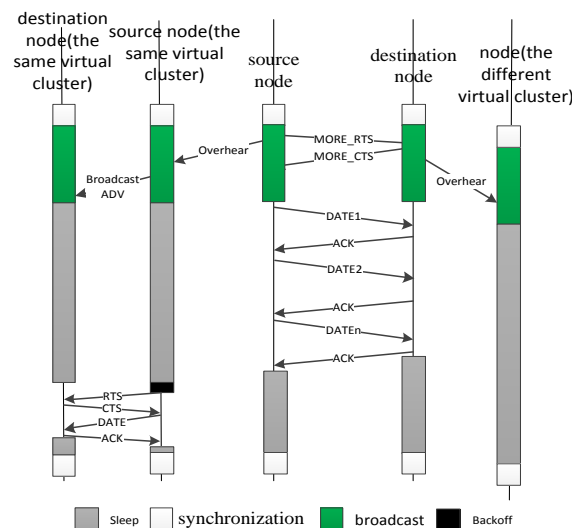 destination
node(the
same virtual
cluster)
source node(the
same virtual
cluster)
source
node
destination
node
node(the
different
virtual cluster)
Overhear
MORE_RTS
MORE_CTS
Broadcast
ADV
Overhear
DATE1
ACK
DATE2
ACK
DATEn
ACK
RTS
CTS
DATE
ACK
Sleep
synchronization
broadcast
Backoff